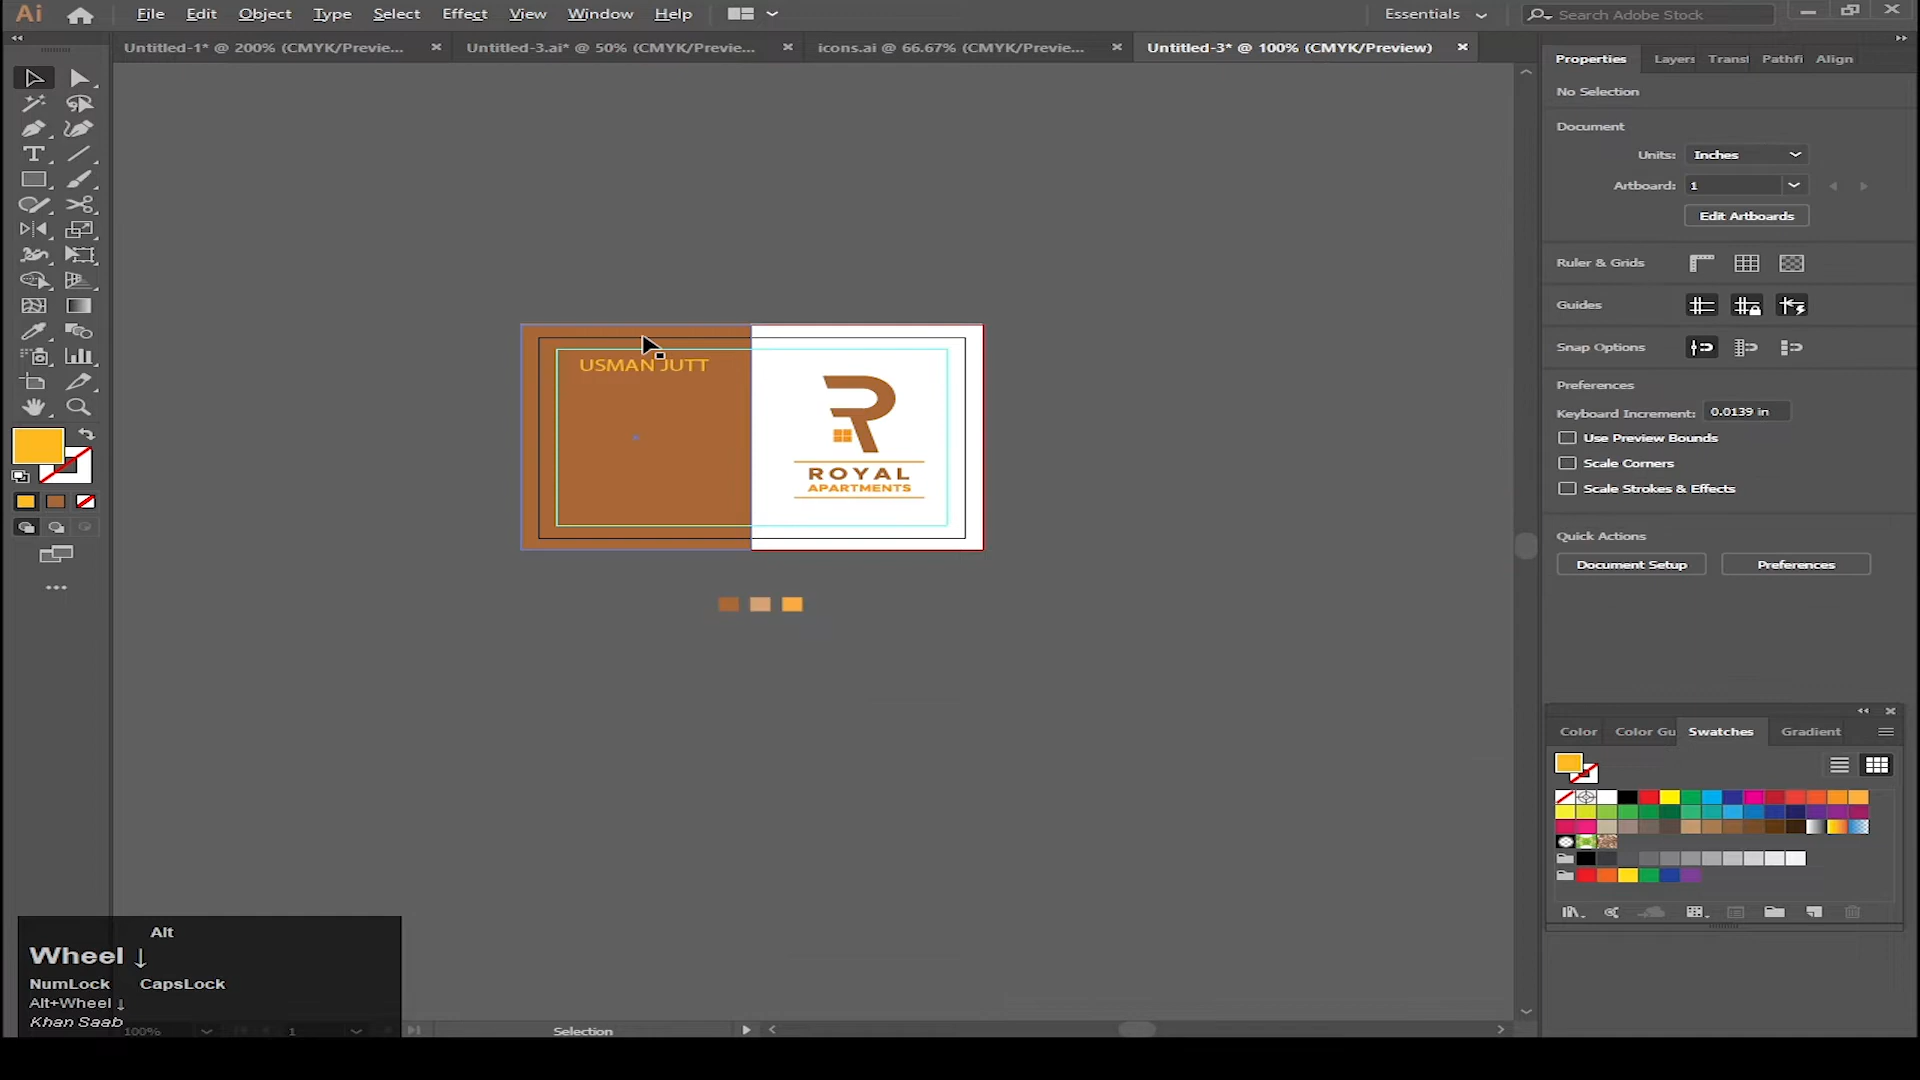 Ai File Edit Object Type Select Effect View Window Help Essentials Search Adobe Stock
Untitled-1* @ 200% (CMYK/Previe... Untitled-3.ai* @ 50% (CMYK/Previe... icons.ai @ 66.67% (CMYK/Previe... Untitled-3* @ 100% (CMYK/Preview)
Properties Layers Transf Pathfi Align
No Selection
Document
Units: Inches
Artboard: 1
Edit Artboards
Ruler & Grids
Guides
Snap Options
Preferences
Keyboard Increment: 0.0139 in
Use Preview Bounds
Scale Corners
Scale Strokes & Effects
Quick Actions
Document Setup Preferences
USMAN JUTT
ROYAL
APARTMENTS
Color Color Gu Swatches Gradient
Alt
Wheel ↓
NumLock CapsLock
Alt+Wheel ↓
Khan Saab
100% 1 Selection